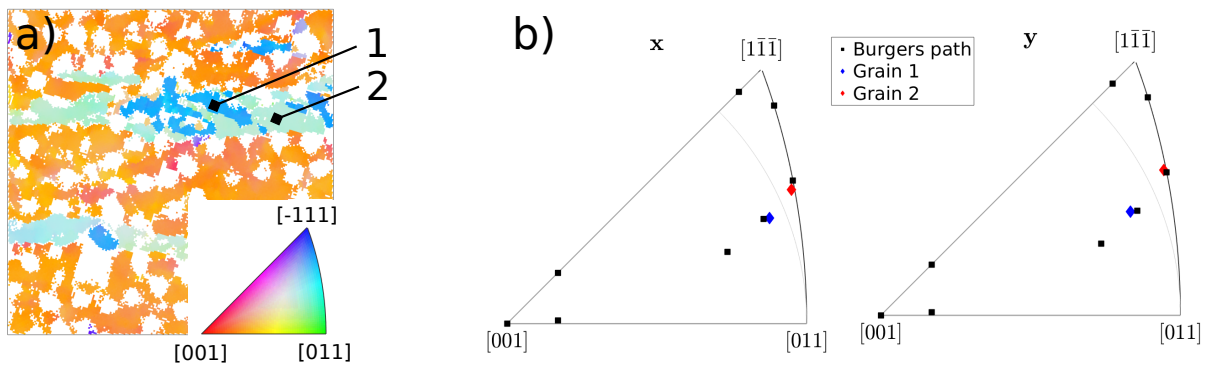 a)
1
2
[-111]
[001]
[011]
b)
x
[11̅1̅]
Burgers path
Grain 1
Grain 2
y
[11̅1̅]
[001]
[011]
[001]
[011]